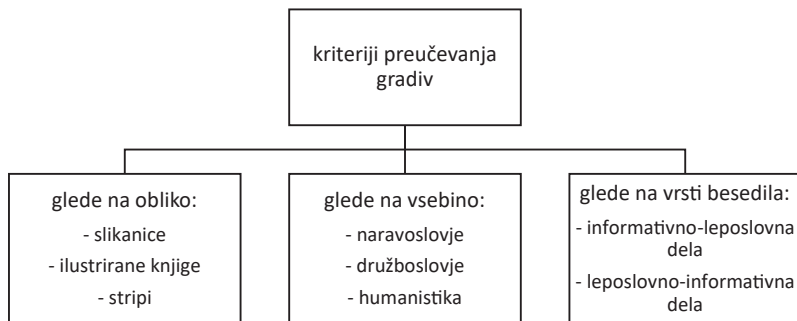 kriteriji preučevanja
gradiv
glede na obliko:
- slikanice
- ilustrirane knjige
- stripi
glede na vsebino:
- naravoslovje
- družboslovje
- humanistika
glede na vrsti besedila:
- informativno-leposlovna
dela
- leposlovno-informativna
dela